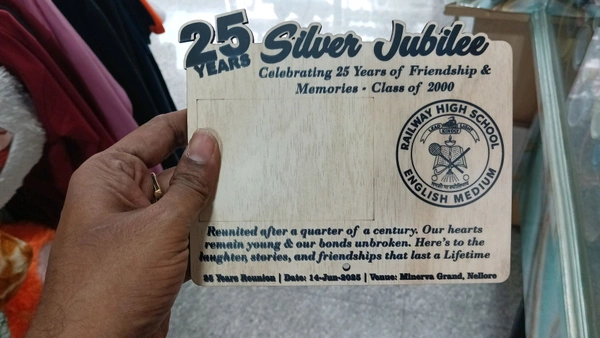 25 YEARS Silver Jubilee
Celebrating 25 Years of Friendship &
Memories - Class of 2000
RAILWAY HIGH SCHOOL
ENGLISH MEDIUM
Reunited after a quarter of a century. Our hearts
remain young & our bonds unbroken. Here's to the
laughter, stories, and friendships that last a Lifetime
25 Years Reunion | Date: 14-Jun-2025 | Venue: Minerva Grand, Nellore